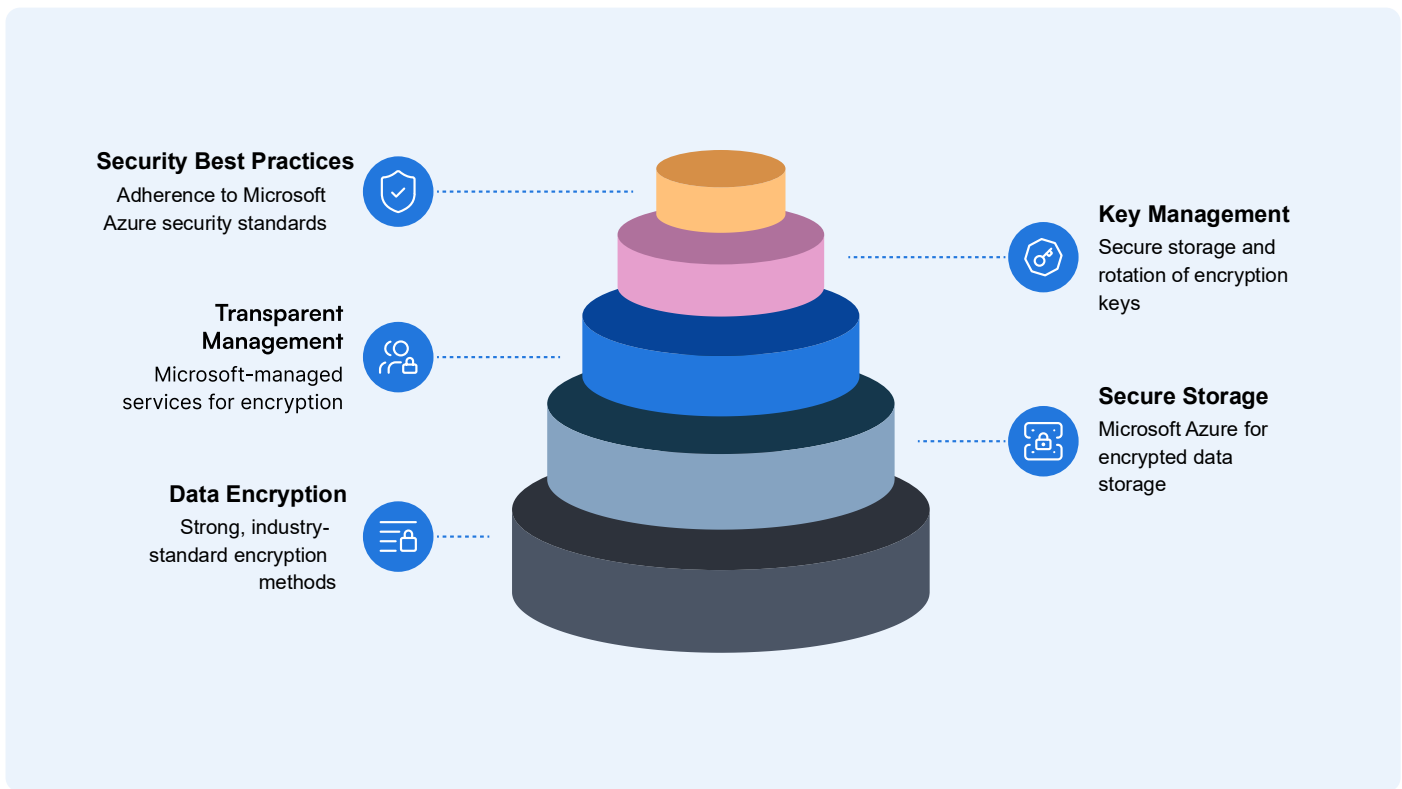 Security Best Practices
Adherence to Microsoft
Azure security standards
Key Management
Secure storage and
rotation of encryption
keys
Transparent
Management
Microsoft-managed
services for encryption
Secure Storage
Microsoft Azure for
encrypted data
storage
Data Encryption
Strong, industry-
standard encryption
methods